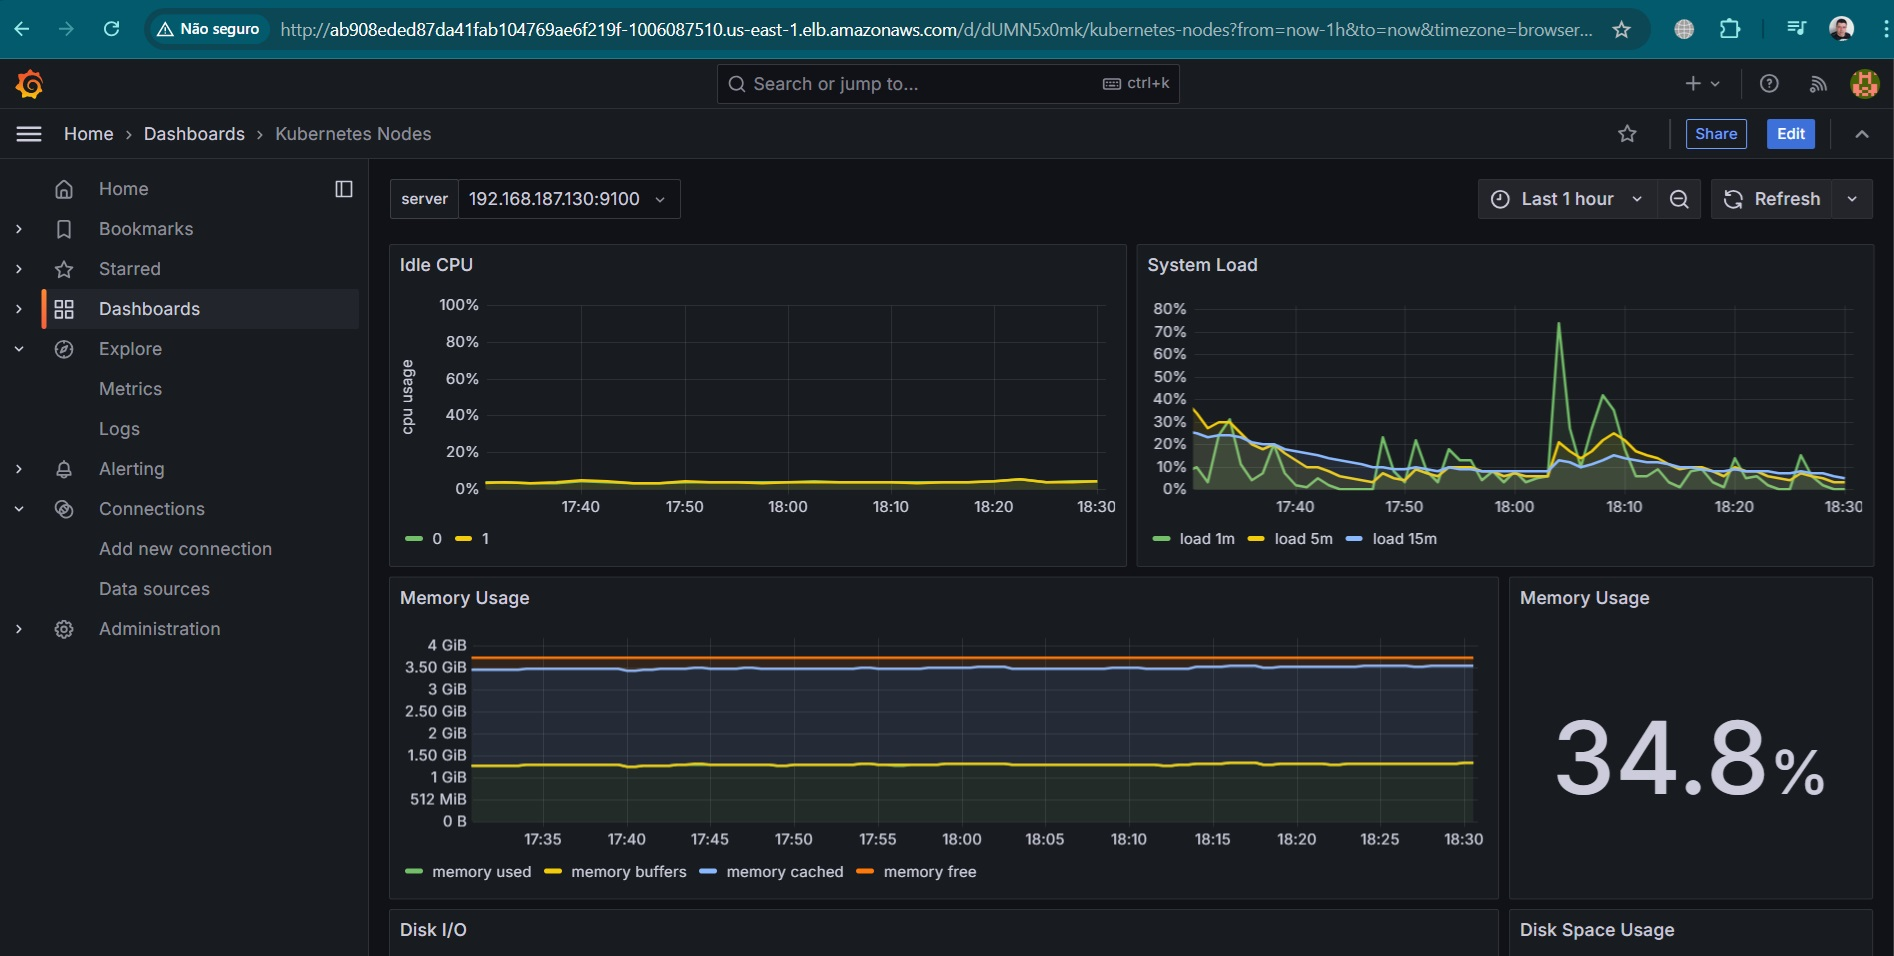 Não seguro
http://ab908eded87da41fab104769ae6f219f-1006087510.us-east-1.elb.amazonaws.com/d/dUMN5x0mk/kubernetes-nodes?from=now-1h&to=now&timezone=browser...
Search or jump to... ctrl+k
Home › Dashboards › Kubernetes Nodes
Share
Edit
Home
Bookmarks
Starred
Dashboards
Explore
Metrics
Logs
Alerting
Connections
Add new connection
Data sources
Administration
server 192.168.187.130:9100
Last 1 hour
Refresh
Idle CPU
cpu usage
100%
80%
60%
40%
20%
0%
17:40 17:50 18:00 18:10 18:20 18:30
0 1
System Load
80%
70%
60%
50%
40%
30%
20%
10%
0%
17:40 17:50 18:00 18:10 18:20 18:30
load 1m load 5m load 15m
Memory Usage
4 GiB
3.50 GiB
3 GiB
2.50 GiB
2 GiB
1.50 GiB
1 GiB
512 MiB
0 B
17:35 17:40 17:45 17:50 17:55 18:00 18:05 18:10 18:15 18:20 18:25 18:30
memory used memory buffers memory cached memory free
Memory Usage
34.8%
Disk I/O
Disk Space Usage